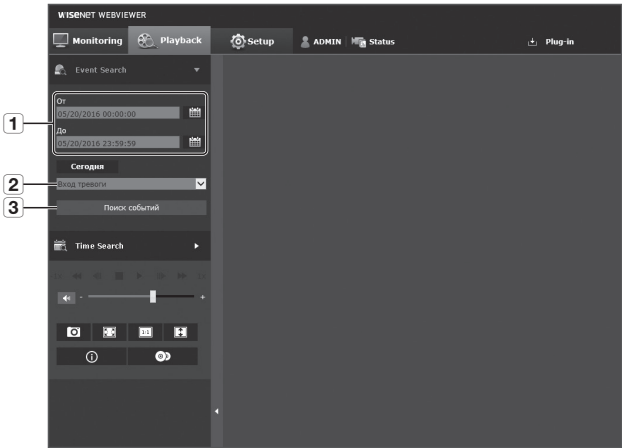 WISENET WEBVIEWER
Monitoring Playback Setup ADMIN Status Plug-in
Event Search
От
05/20/2016 00:00:00
1
До
05/20/2016 23:59:59
Сегодня
2
Вход тревоги
3
Поиск событий
Time Search
- +
1:1